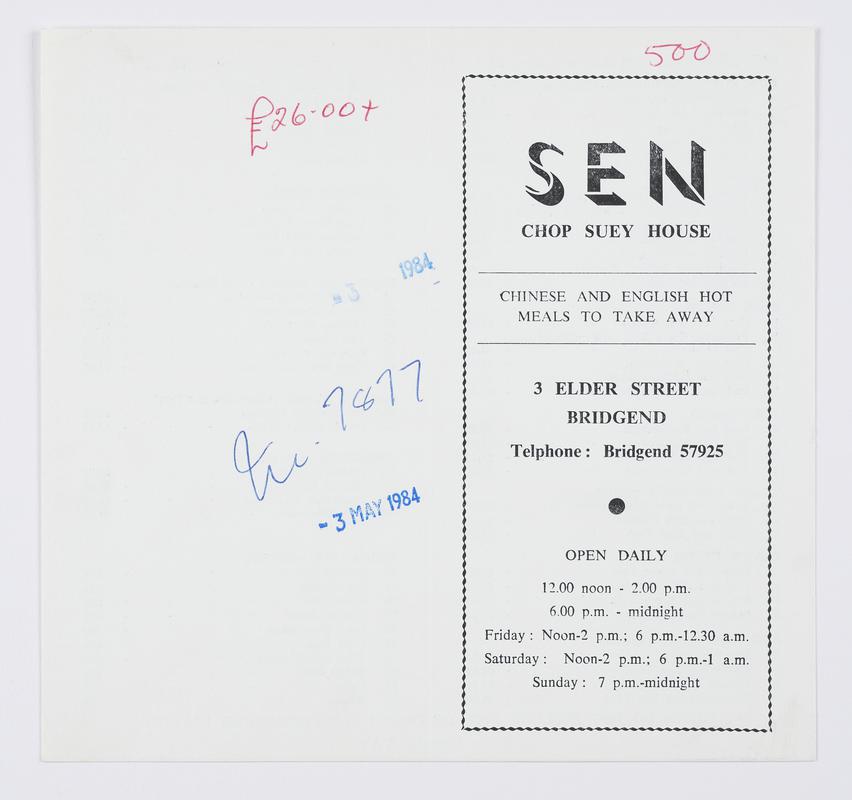 500
£26·00+
SEN
CHOP SUEY HOUSE
CHINESE AND ENGLISH HOT
MEALS TO TAKE AWAY
3 ELDER STREET
BRIDGEND
Telphone : Bridgend 57925
OPEN DAILY
12.00 noon - 2.00 p.m.
6.00 p.m. - midnight
Friday : Noon-2 p.m.; 6 p.m.-12.30 a.m.
Saturday : Noon-2 p.m.; 6 p.m.-1 a.m.
Sunday : 7 p.m.-midnight
-3 1984
7877
-3 MAY 1984